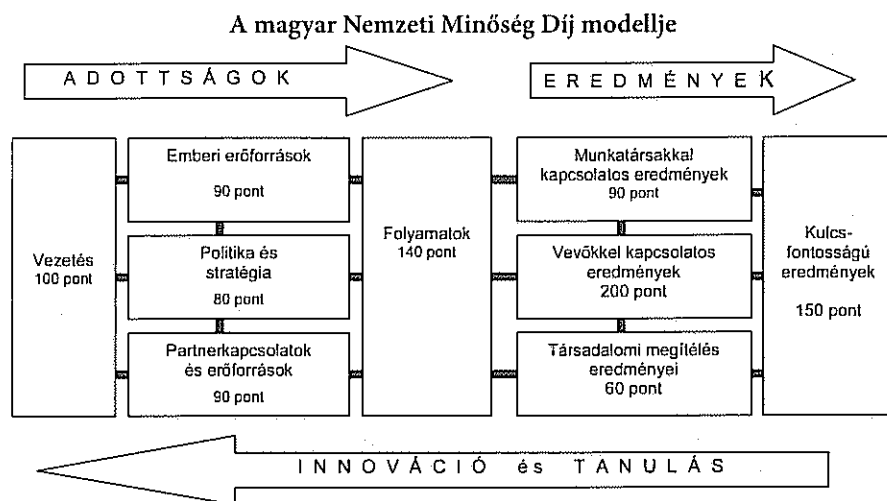 A magyar Nemzeti Minőség Díj modellje
ADOTTSÁGOK
EREDMÉNYEK
Vezetés
100 pont
Emberi erőforrások
90 pont
Politika és
stratégia
80 pont
Partnerkapcsolatok
és erőforrások
90 pont
Folyamatok
140 pont
Munkatársakkal
kapcsolatos eredmények
90 pont
Vevőkkel kapcsolatos
eredmények
200 pont
Társadalomi megítélés
eredményei
60 pont
Kulcs-
fontosságú
eredmények
150 pont
INNOVÁCIÓ és TANULÁS